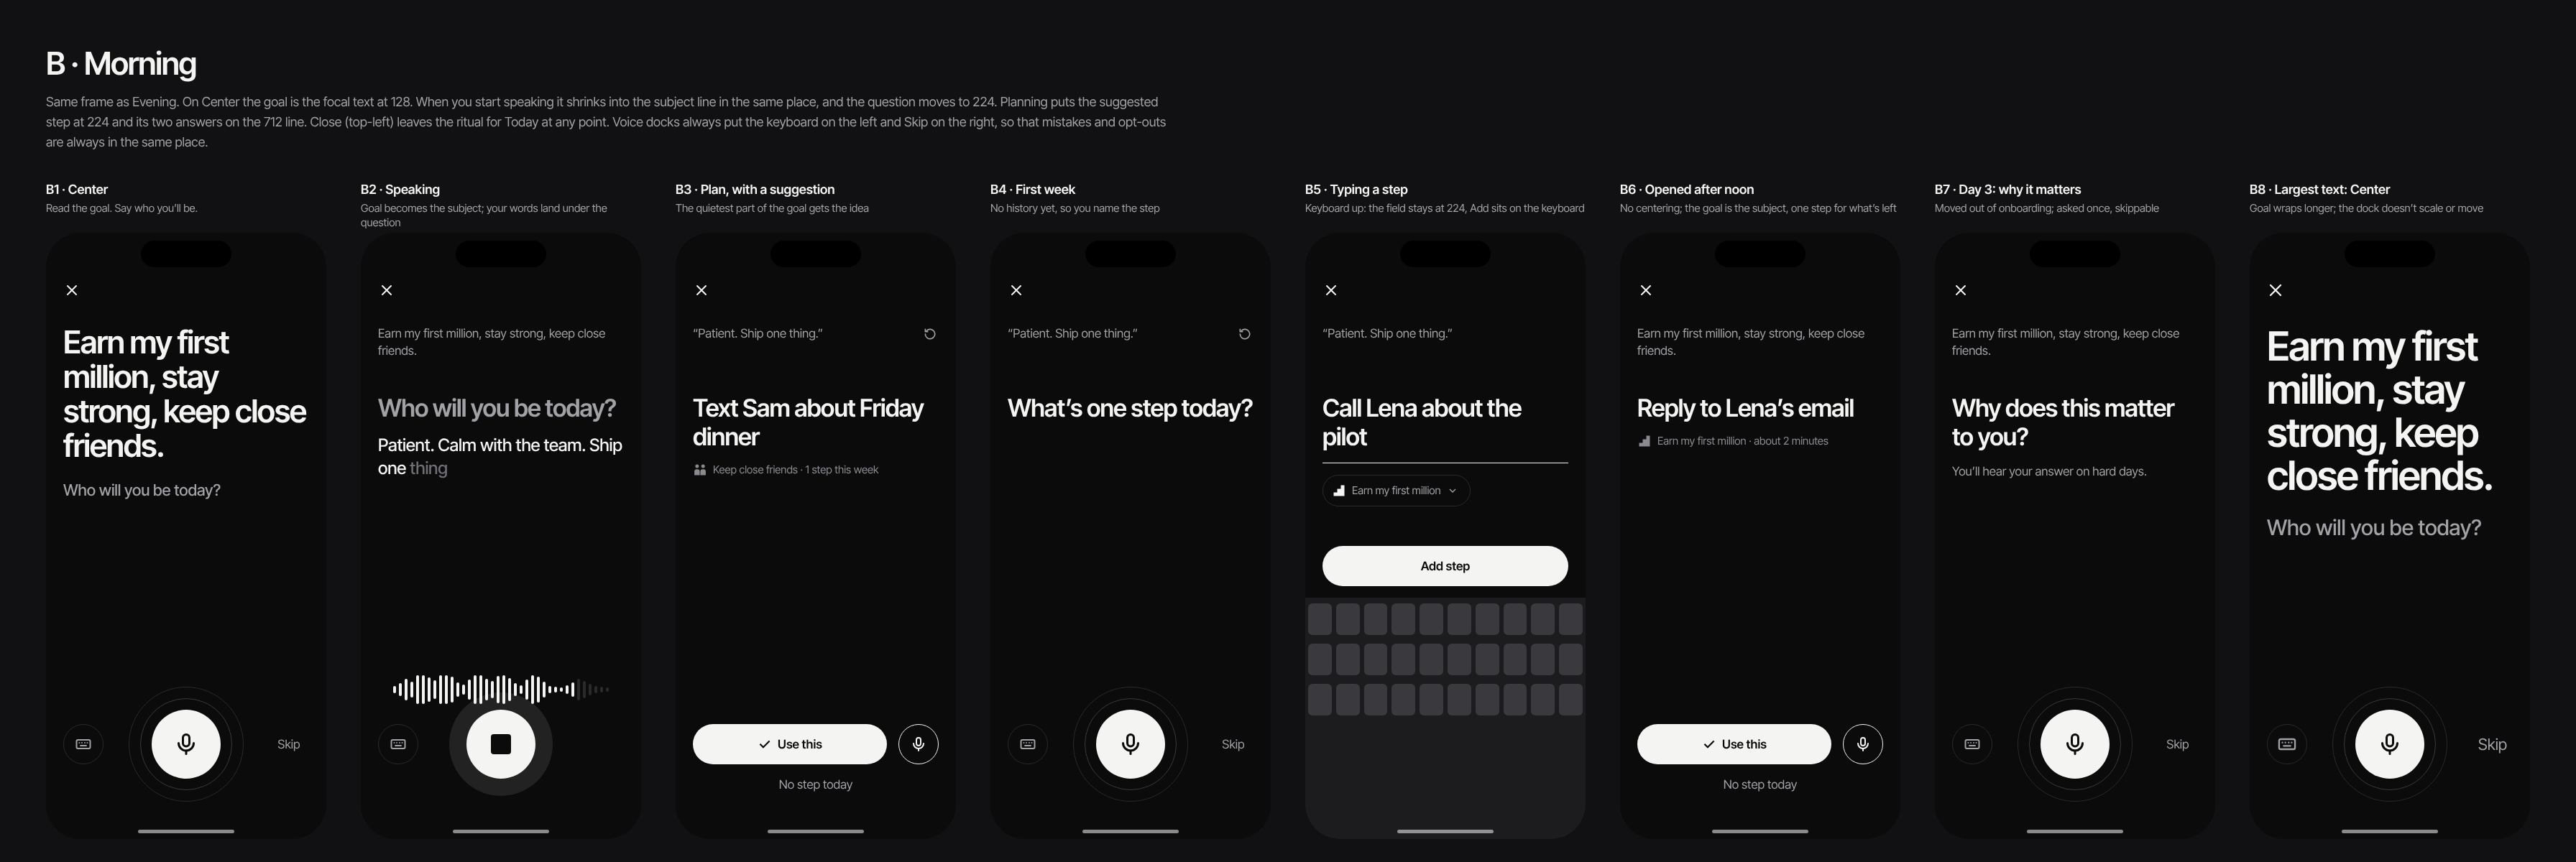 B · Morning
Same frame as Evening. On Center the goal is the focal text at 128. When you start speaking it shrinks into the subject line in the same place, and the question moves to 224. Planning puts the suggested
step at 224 and its two answers on the 712 line. Close (top-left) leaves the ritual for Today at any point. Voice docks always put the keyboard on the left and Skip on the right, so that mistakes and opt-outs
are always in the same place.
B1 · Center
Read the goal. Say who you’ll be.
Earn my first
million, stay
strong, keep close
friends.
Who will you be today?
Skip
B2 · Speaking
Goal becomes the subject; your words land under the
question
Earn my first million, stay strong, keep close
friends.
Who will you be today?
Patient. Calm with the team. Ship
one thing
B3 · Plan, with a suggestion
The quietest part of the goal gets the idea
“Patient. Ship one thing.”
Text Sam about Friday
dinner
Keep close friends · 1 step this week
Use this
No step today
B4 · First week
No history yet, so you name the step
“Patient. Ship one thing.”
What’s one step today?
Skip
B5 · Typing a step
Keyboard up: the field stays at 224, Add sits on the keyboard
“Patient. Ship one thing.”
Call Lena about the
pilot
Earn my first million
Add step
B6 · Opened after noon
No centering; the goal is the subject, one step for what’s left
Earn my first million, stay strong, keep close
friends.
Reply to Lena’s email
Earn my first million · about 2 minutes
Use this
No step today
B7 · Day 3: why it matters
Moved out of onboarding; asked once, skippable
Earn my first million, stay strong, keep close
friends.
Why does this matter
to you?
You’ll hear your answer on hard days.
Skip
B8 · Largest text: Center
Goal wraps longer; the dock doesn’t scale or move
Earn my first
million, stay
strong, keep
close friends.
Who will you be today?
Skip